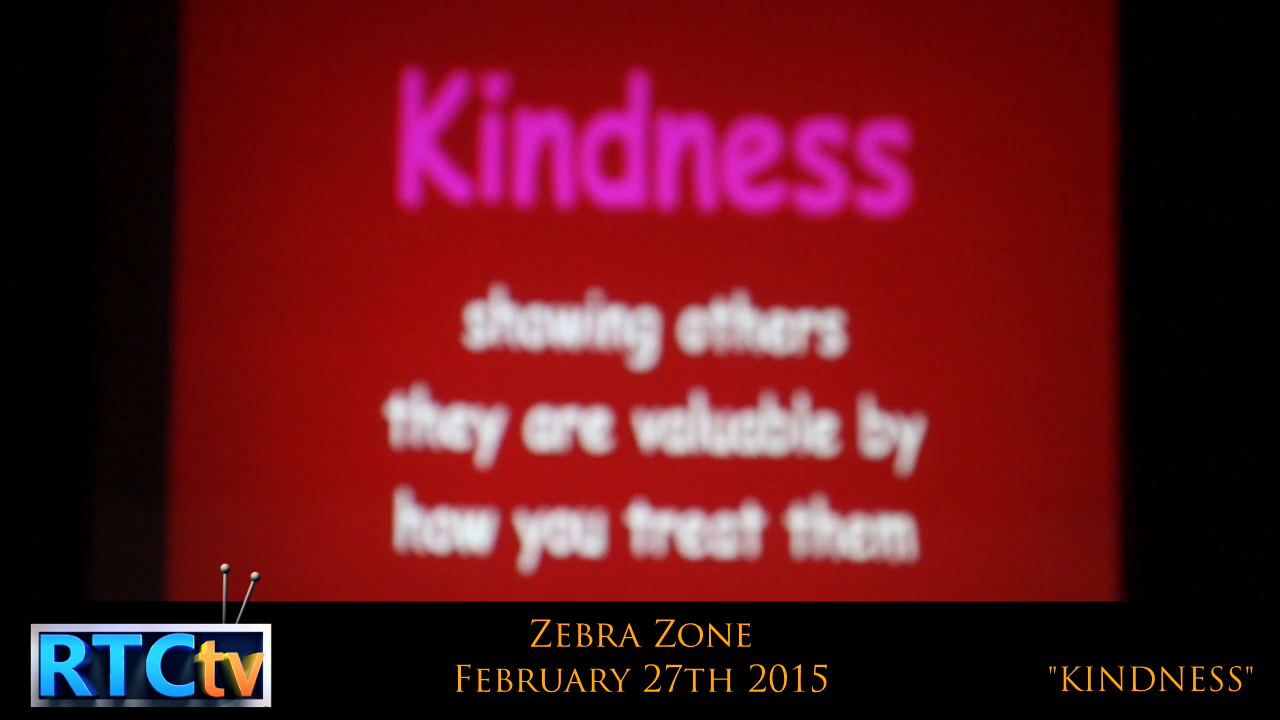 Kindness
showing others
they are valuable by
how you treat them
RTCtv
Zebra Zone
February 27th 2015
"KINDNESS"